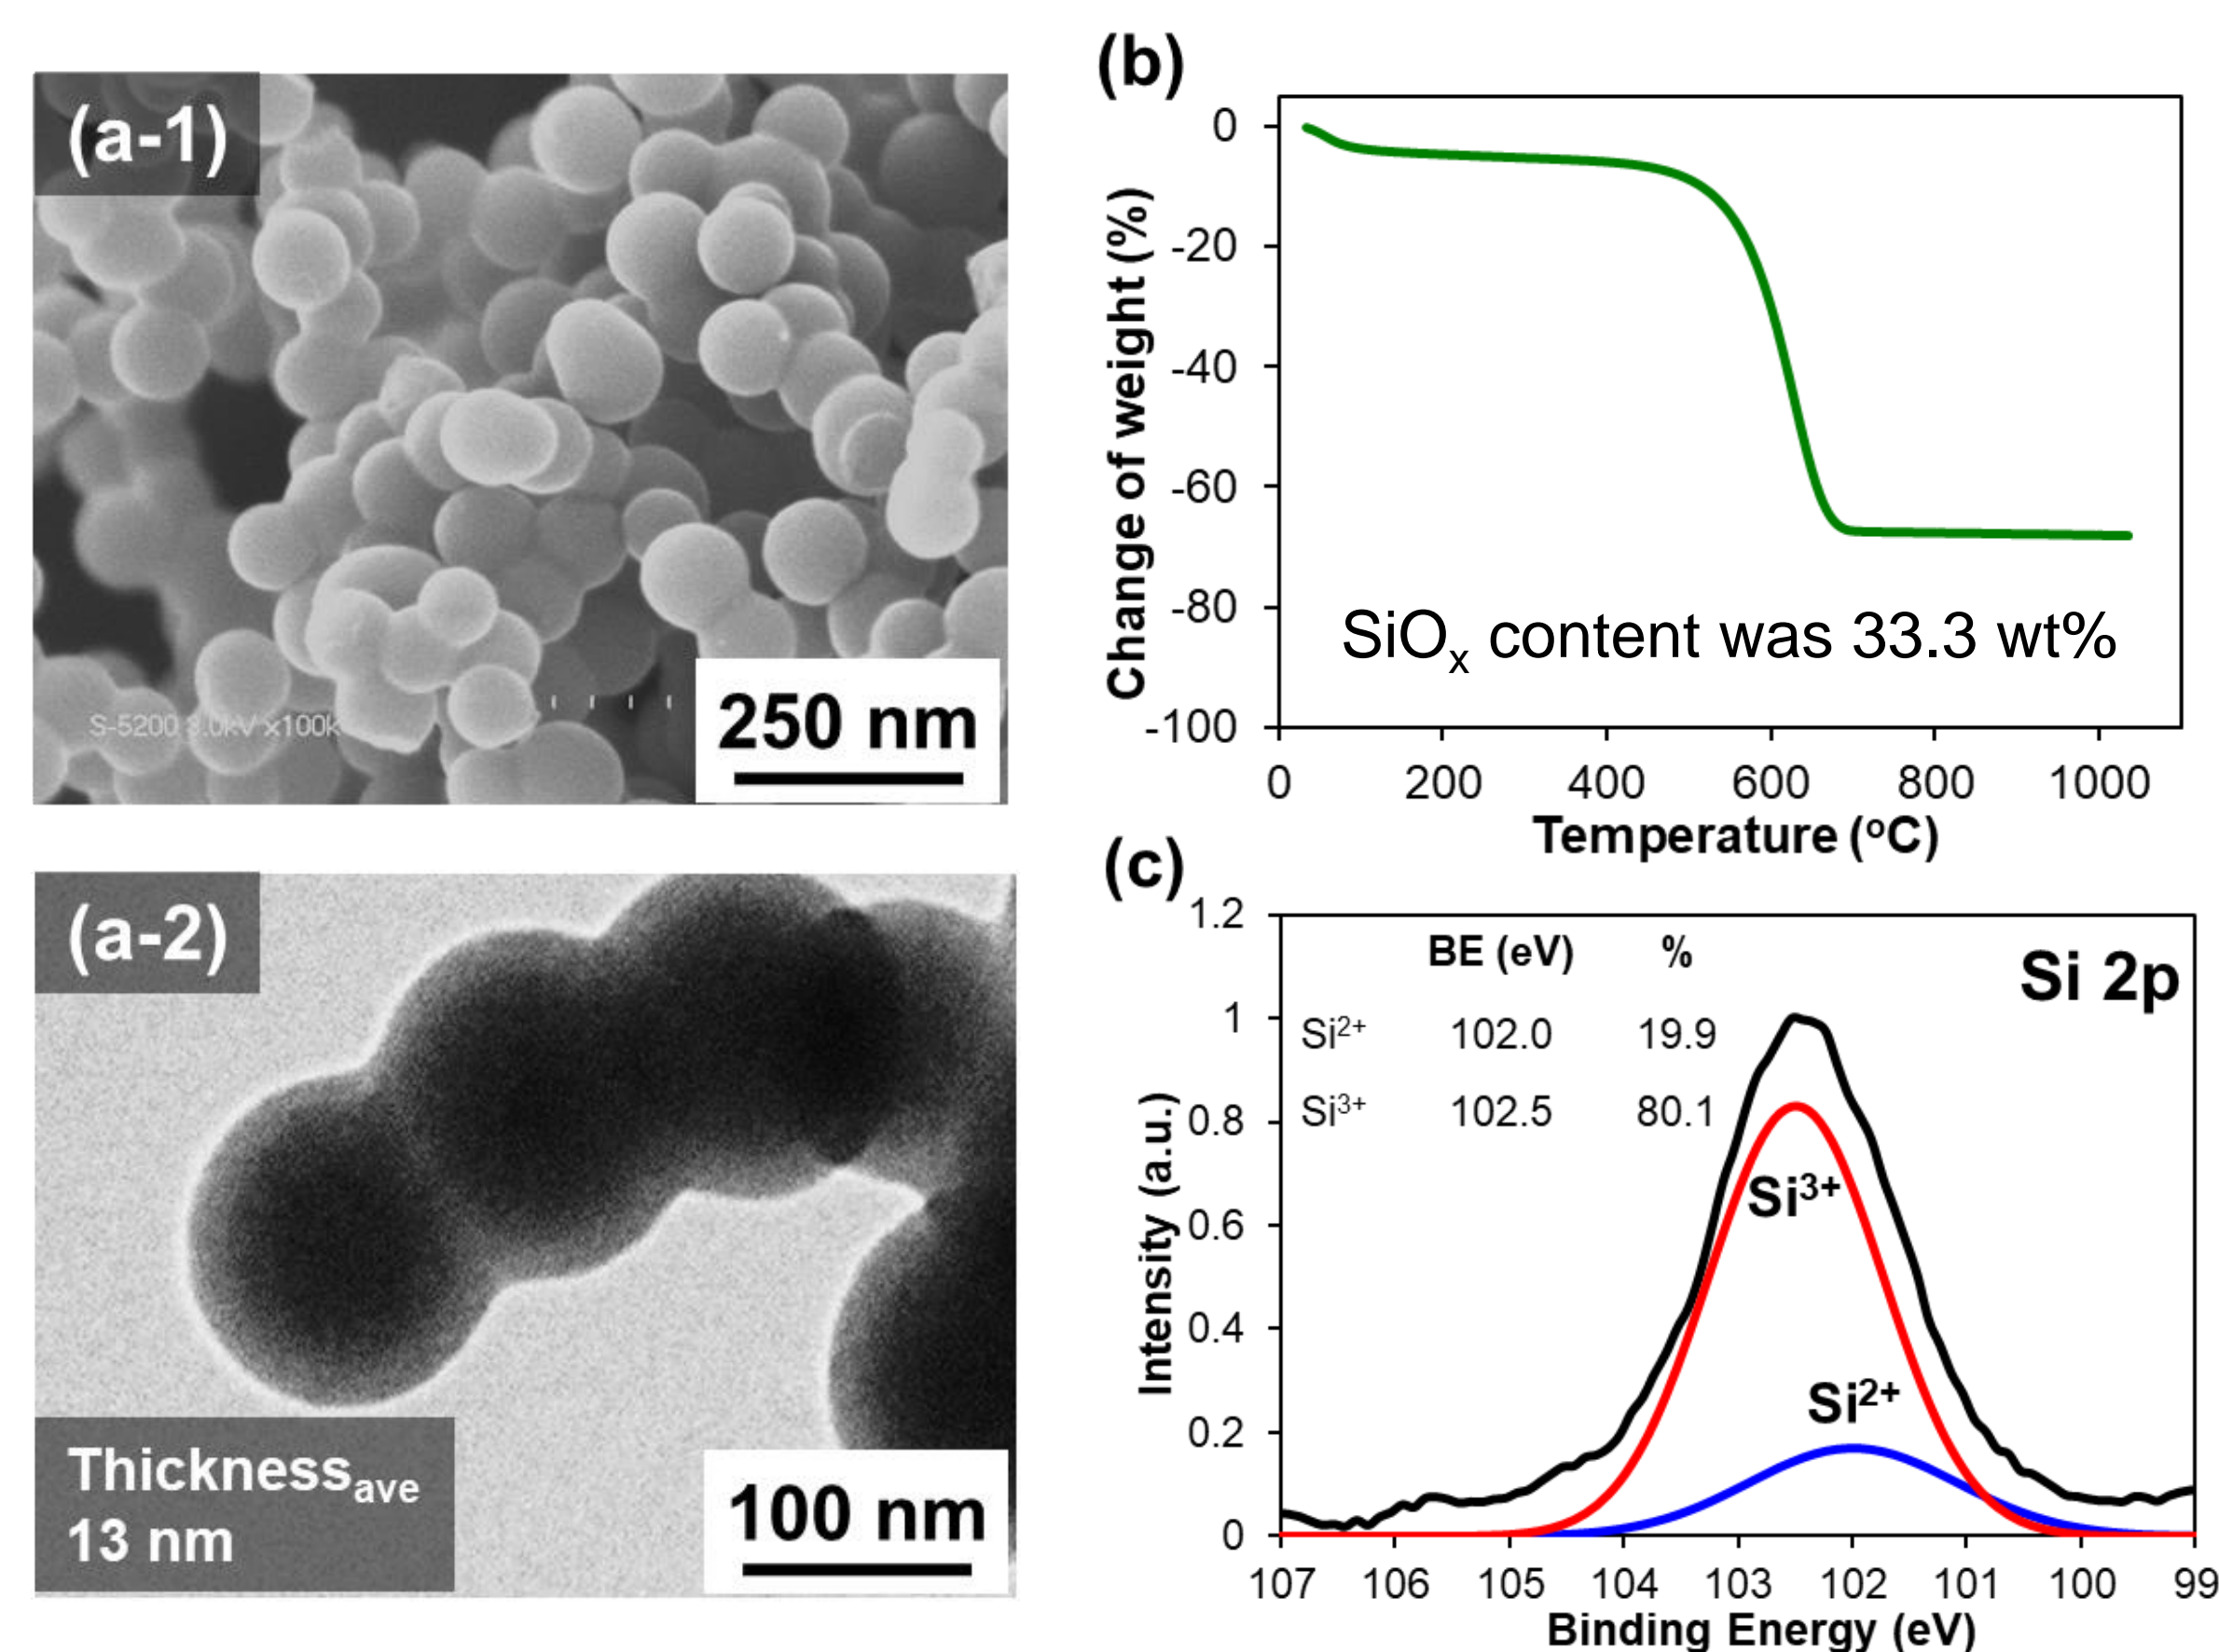 (a-1)
S-5200 3.0kV x100k
250 nm
(a-2)
Thicknessave
13 nm
100 nm
(b)
Change of weight (%)
0
-20
-40
-60
-80
-100
SiOx content was 33.3 wt%
0 200 400 600 800 1000
Temperature (oC)
(c)
Intensity (a.u.)
1.2
1
0.8
0.6
0.4
0.2
0
BE (eV) %
Si2+ 102.0 19.9
Si3+ 102.5 80.1
Si 2p
Si3+
Si2+
107 106 105 104 103 102 101 100 99
Binding Energy (eV)